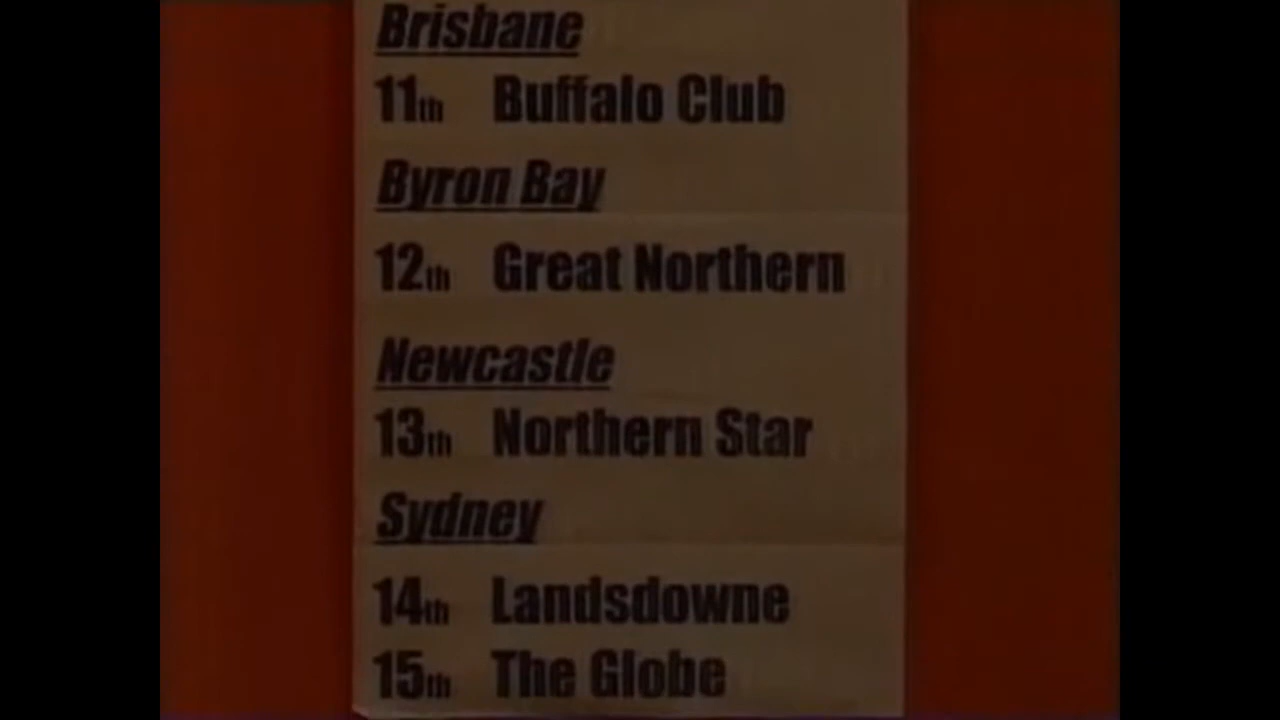 Brisbane
11th Buffalo Club
Byron Bay
12th Great Northern
Newcastle
13th Northern Star
Sydney
14th Landsdowne
15th The Globe